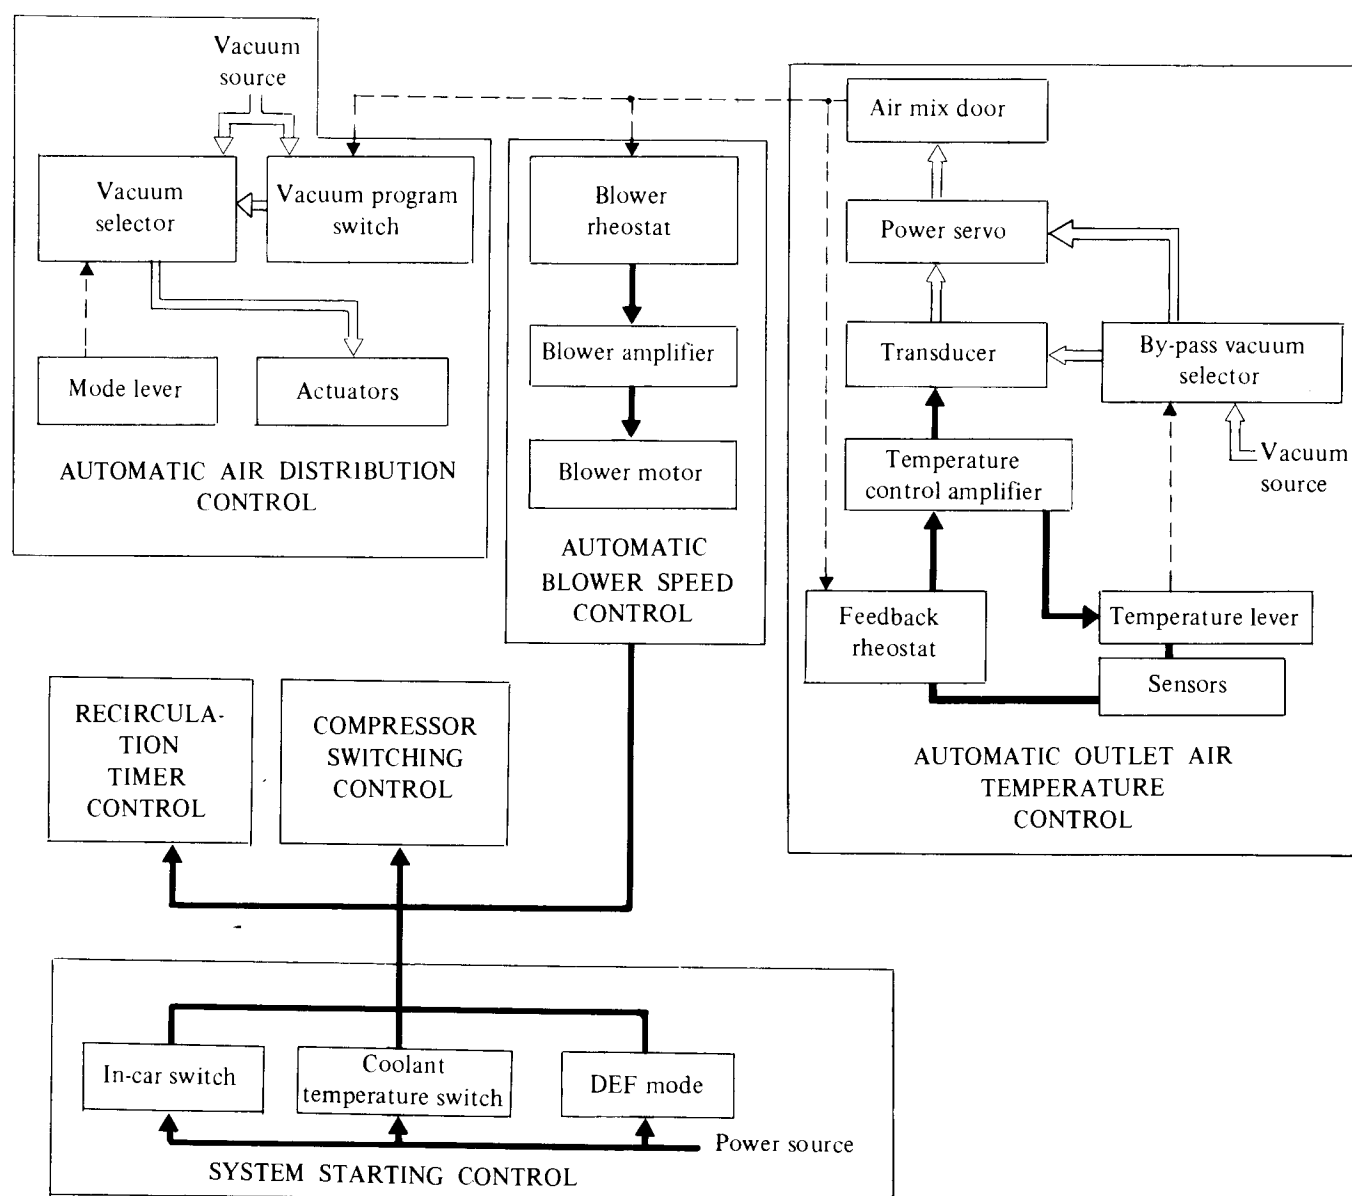 Vacuum
source
Vacuum
selector
Vacuum program
switch
Mode lever
Actuators
AUTOMATIC AIR DISTRIBUTION
CONTROL
Blower
rheostat
Blower amplifier
Blower motor
AUTOMATIC
BLOWER SPEED
CONTROL
Air mix door
Power servo
Transducer
By-pass vacuum
selector
Temperature
control amplifier
Vacuum
source
Feedback
rheostat
Temperature lever
Sensors
AUTOMATIC OUTLET AIR
TEMPERATURE
CONTROL
RECIRCULA-
TION
TIMER
CONTROL
COMPRESSOR
SWITCHING
CONTROL
In-car switch
Coolant
temperature switch
DEF mode
Power source
SYSTEM STARTING CONTROL